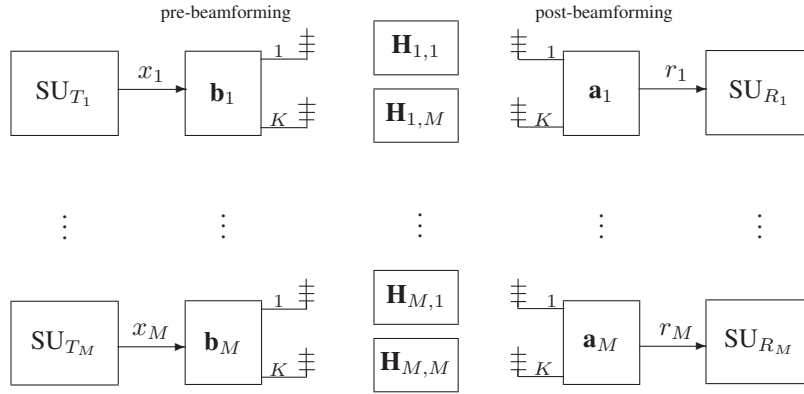 pre-beamforming post-beamforming
SU_{T_1} x_1 b_1 1 K H_{1,1} H_{1,M} 1 K a_1 r_1 SU_{R_1}
⋮ ⋮ ⋮ ⋮ ⋮
SU_{T_M} x_M b_M 1 K H_{M,1} H_{M,M} 1 K a_M r_M SU_{R_M}